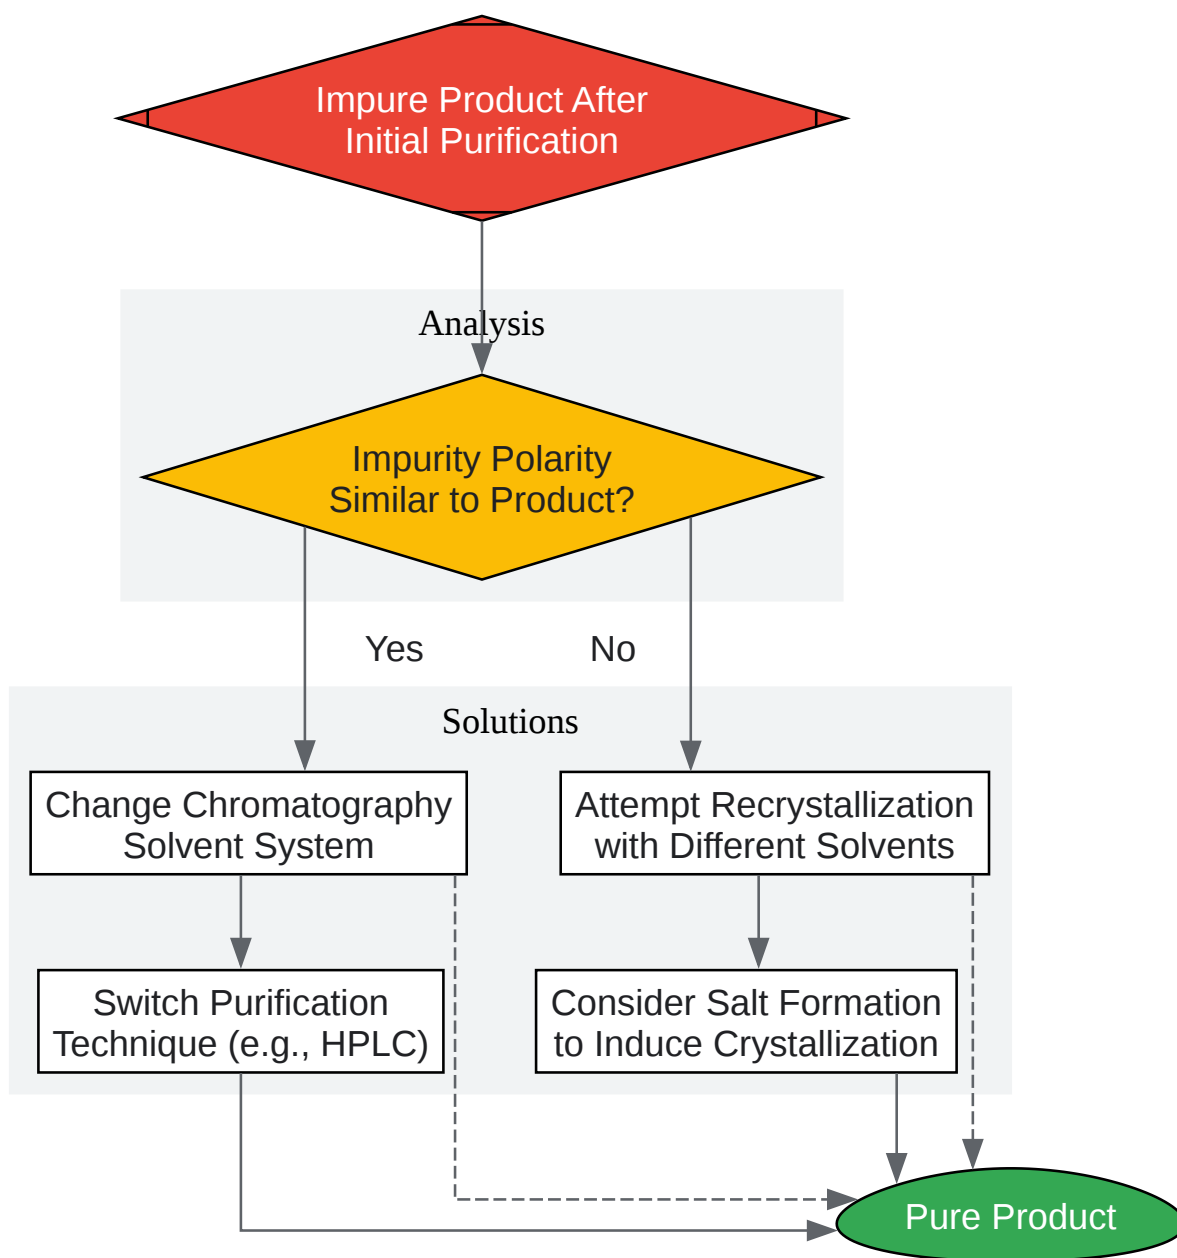 Impure Product After
Initial Purification
Analysis
Impurity Polarity
Similar to Product?
Yes
No
Solutions
Change Chromatography
Solvent System
Attempt Recrystallization
with Different Solvents
Switch Purification
Technique (e.g., HPLC)
Consider Salt Formation
to Induce Crystallization
Pure Product